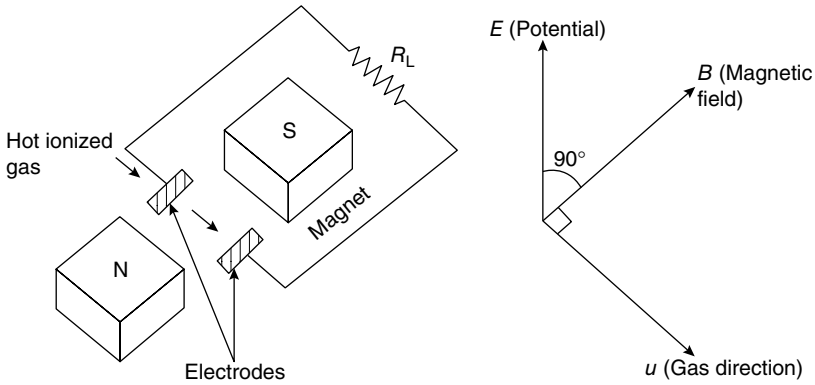 E (Potential)
R_L
B (Magnetic
field)
Hot ionized
gas
S
90°
Magnet
N
Electrodes
u (Gas direction)